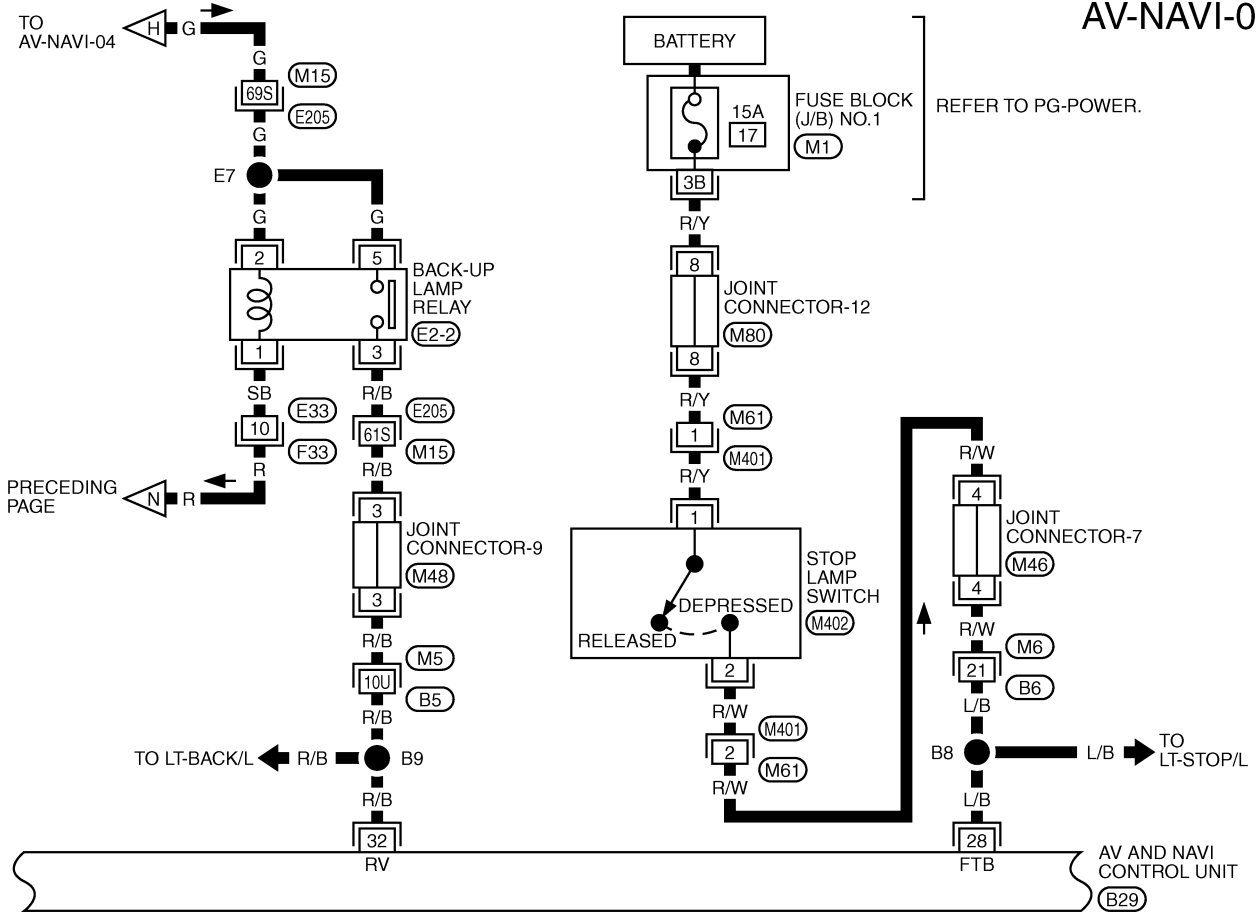 AV-NAVI-0
TO
AV-NAVI-04
H
G
G
69S
M15
E205
G
E7
G
G
2
5
BACK-UP
LAMP
RELAY
E2-2
1
3
SB
R/B
10
E33
F33
61S
E205
M15
R
R/B
PRECEDING
PAGE
N
R
3
JOINT
CONNECTOR-9
M48
3
R/B
10U
M5
B5
R/B
TO LT-BACK/L
R/B
B9
R/B
32
RV
BATTERY
15A
17
FUSE BLOCK
(J/B) NO.1
M1
REFER TO PG-POWER.
3B
R/Y
8
JOINT
CONNECTOR-12
M80
8
R/Y
1
M61
M401
R/Y
1
STOP
LAMP
SWITCH
M402
DEPRESSED
RELEASED
2
R/W
2
M401
M61
R/W
R/W
4
JOINT
CONNECTOR-7
M46
4
R/W
21
M6
B6
L/B
B8
L/B
TO
LT-STOP/L
L/B
28
FTB
AV AND NAVI
CONTROL UNIT
B29